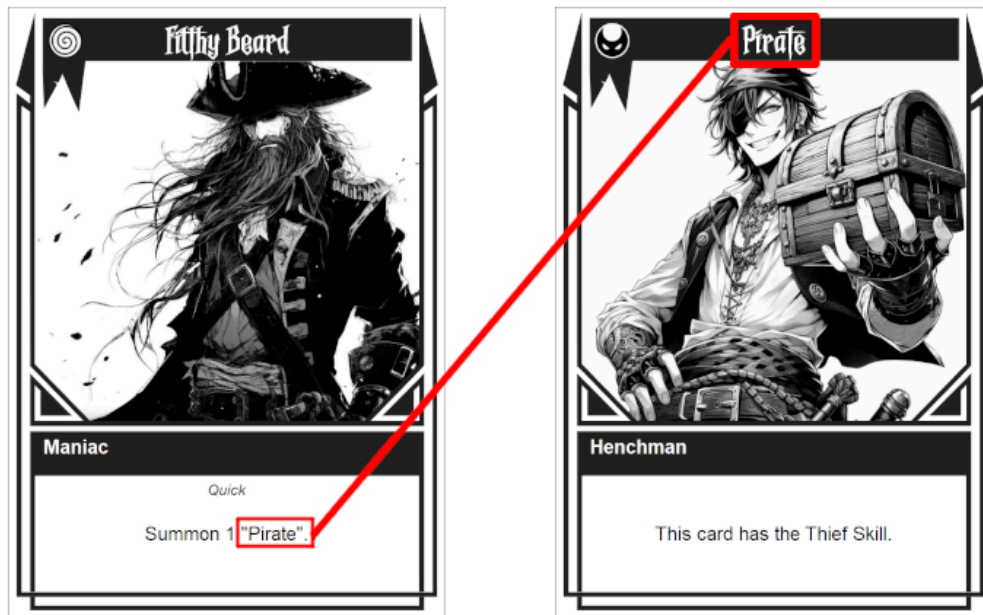 Filthy Beard
Maniac
Quick
Summon 1 "Pirate".
Pirate
Henchman
This card has the Thief Skill.